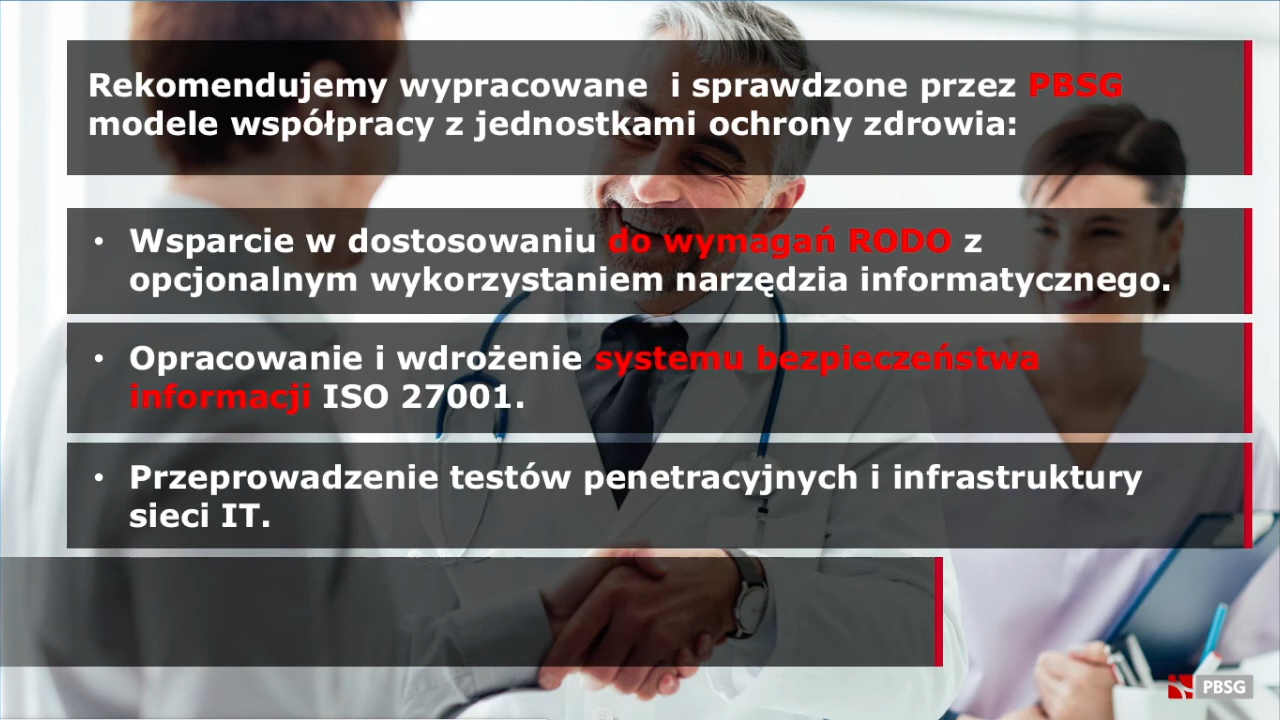 Rekomendujemy wypracowane  i sprawdzone przez PBSG
modele współpracy z jednostkami ochrony zdrowia:
• Wsparcie w dostosowaniu do wymagań RODO z
opcjonalnym wykorzystaniem narzędzia informatycznego.
• Opracowanie i wdrożenie systemu bezpieczeństwa
informacji ISO 27001.
• Przeprowadzenie testów penetracyjnych i infrastruktury
sieci IT.
PBSG